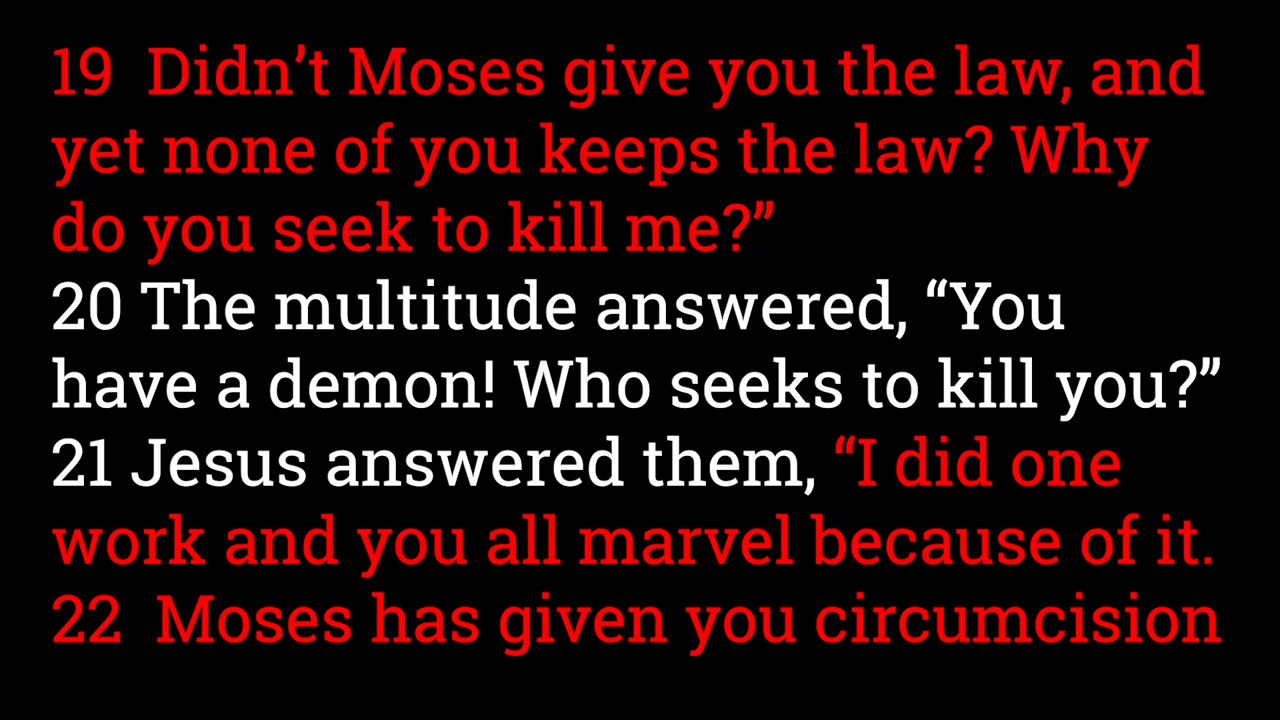 19  Didn’t Moses give you the law, and
yet none of you keeps the law? Why
do you seek to kill me?”
20 The multitude answered, “You
have a demon! Who seeks to kill you?”
21 Jesus answered them, “I did one
work and you all marvel because of it.
22  Moses has given you circumcision